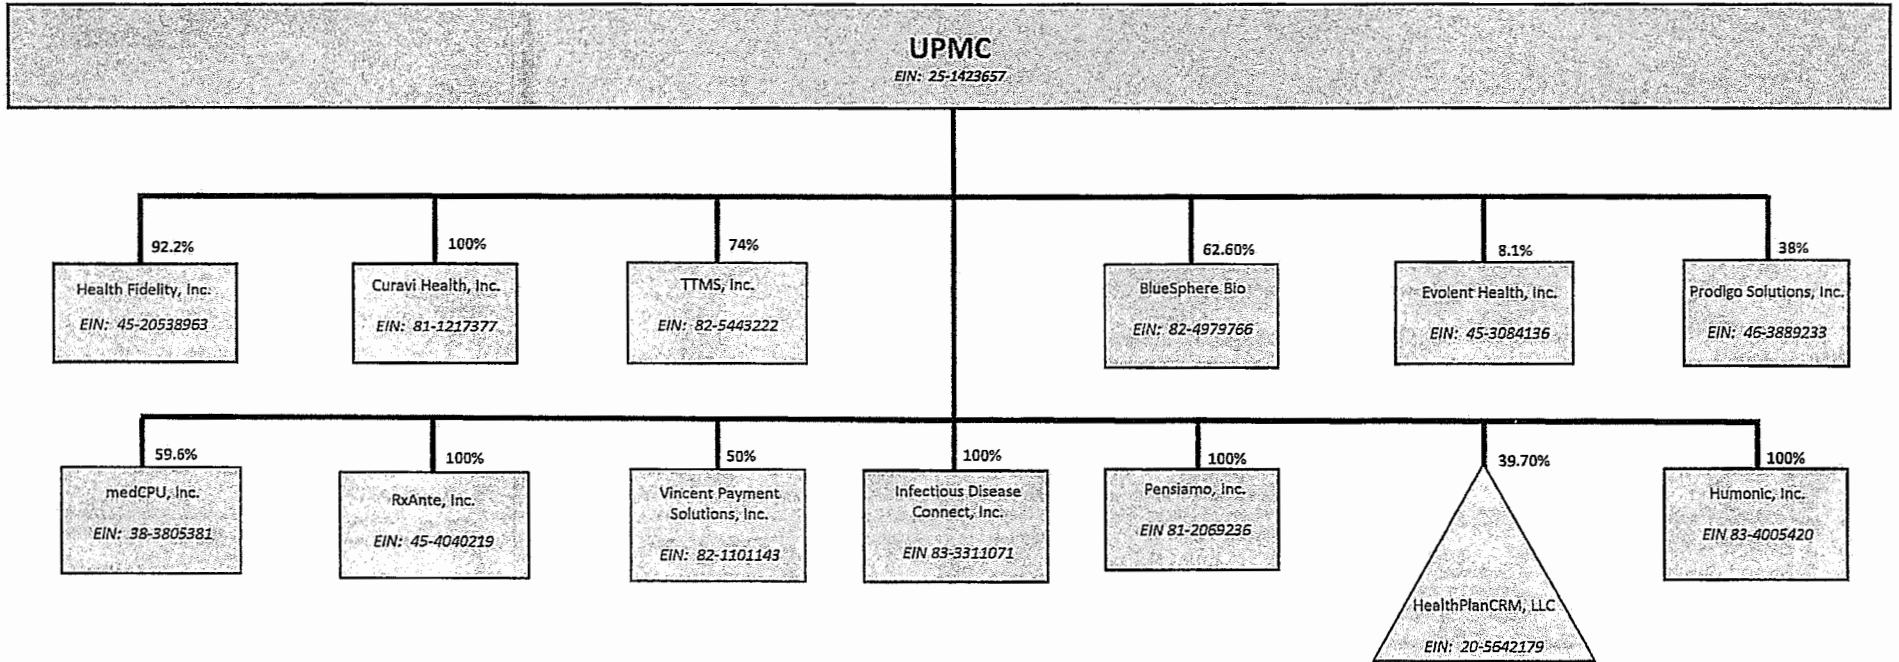 UPMC
EIN: 25-1423657
92.2%
Health Fidelity, Inc.
EIN: 45-20538963
100%
Curavi Health, Inc.
EIN: 81-1217377
74%
TTMS, Inc.
EIN: 82-5443222
62.60%
BlueSphere Bio
EIN: 82-4979766
8.1%
Evolent Health, Inc.
EIN: 45-3084136
38%
Prodigo Solutions, Inc.
EIN: 46-3889233
59.6%
medCPU, Inc.
EIN: 38-3805381
100%
RxAnte, Inc.
EIN: 45-4040219
50%
Vincent Payment
Solutions, Inc.
EIN: 82-1101143
100%
Infectious Disease
Connect, Inc.
EIN 83-3311071
100%
Pensiamo, Inc.
EIN 81-2069236
39.70%
HealthPlanCRM, LLC
EIN: 20-5642179
100%
Humonic, Inc.
EIN 83-4005420